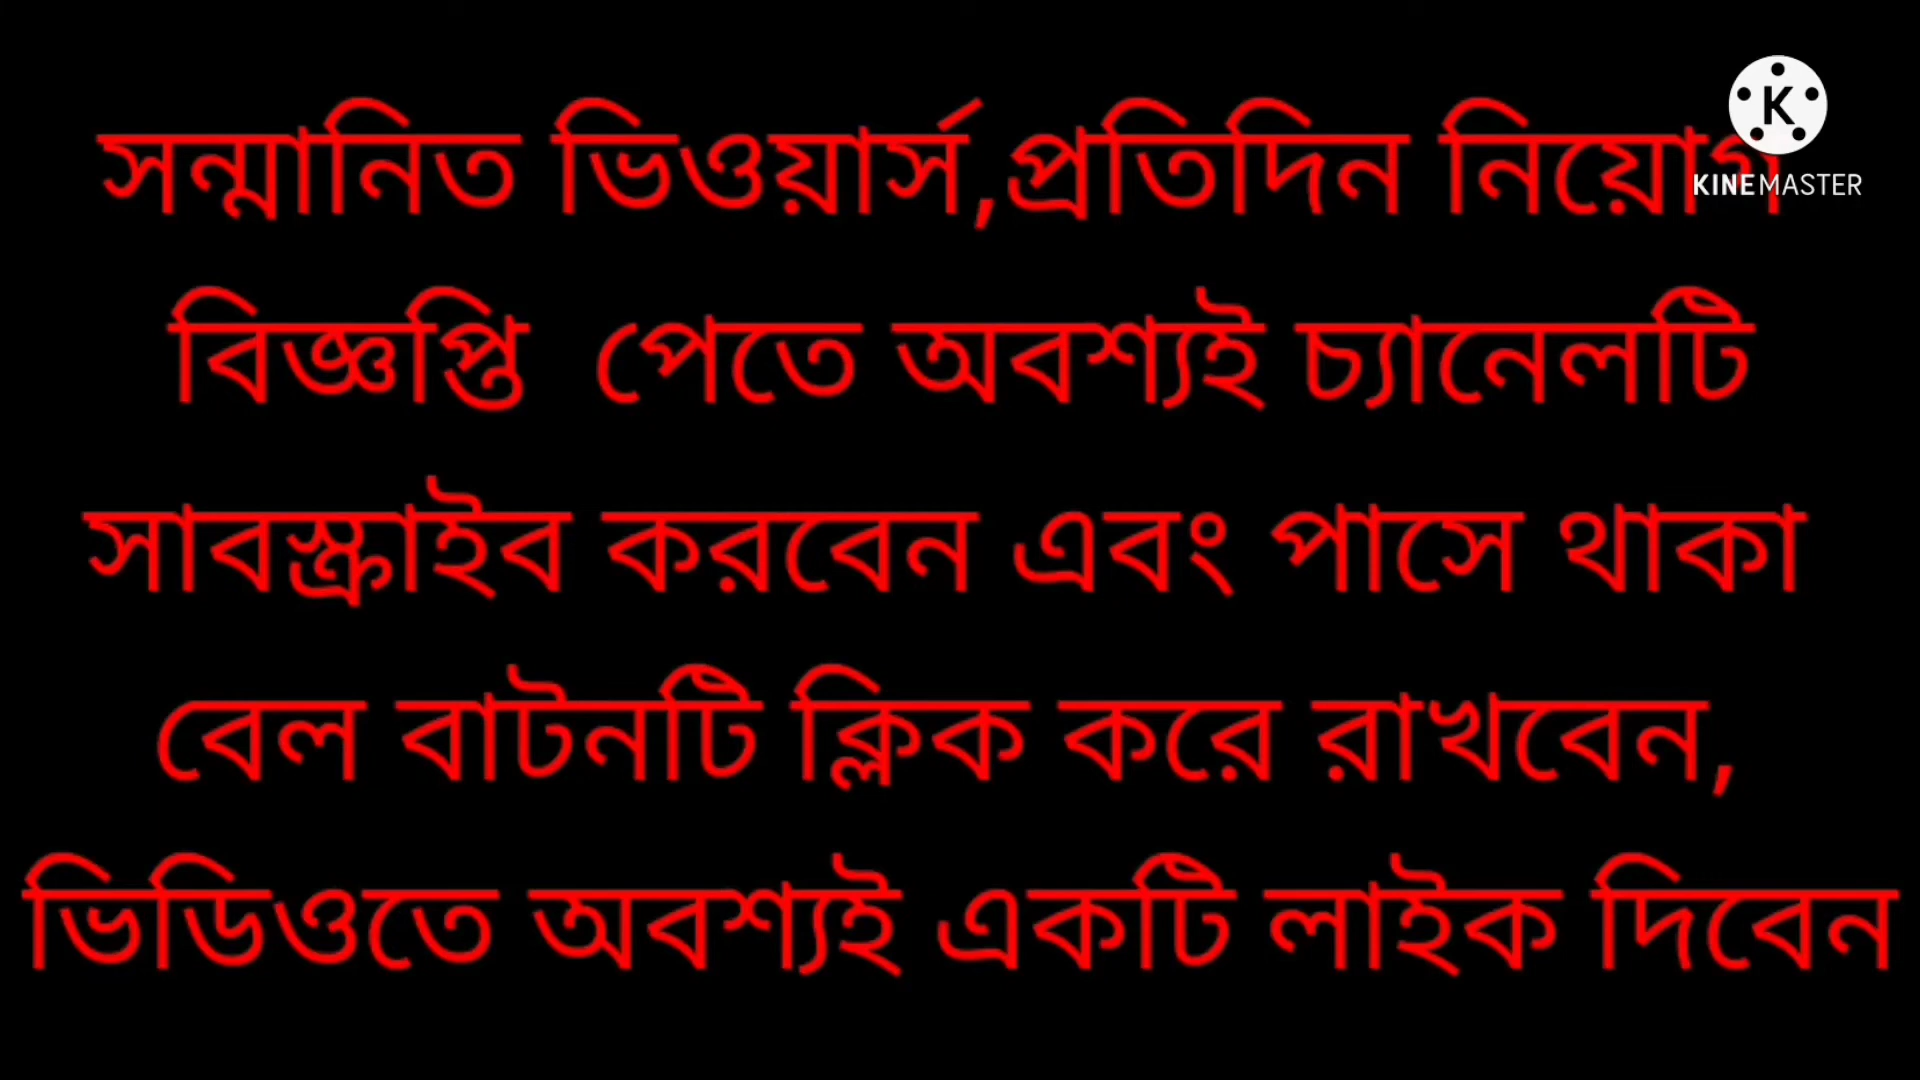 সন্মানিত ভিওয়ার্স,প্রতিদিন নিয়োগ
বিজ্ঞপ্তি  পেতে অবশ্যই চ্যানেলটি
সাবস্ক্রাইব করবেন এবং পাসে থাকা
বেল বাটনটি ক্লিক করে রাখবেন,
ভিডিওতে অবশ্যই একটি লাইক দিবেন
K
KINEMASTER